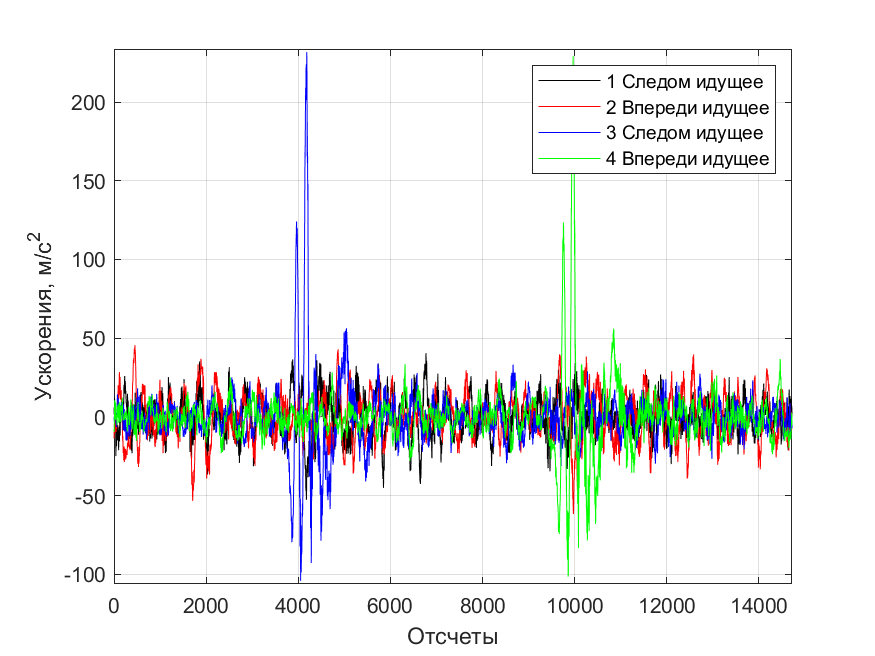 1 Следом идущее
2 Впереди идущее
3 Следом идущее
4 Впереди идущее
200
150
100
50
0
-50
-100
Ускорения, м/с²
0 2000 4000 6000 8000 10000 12000 14000
Отсчеты